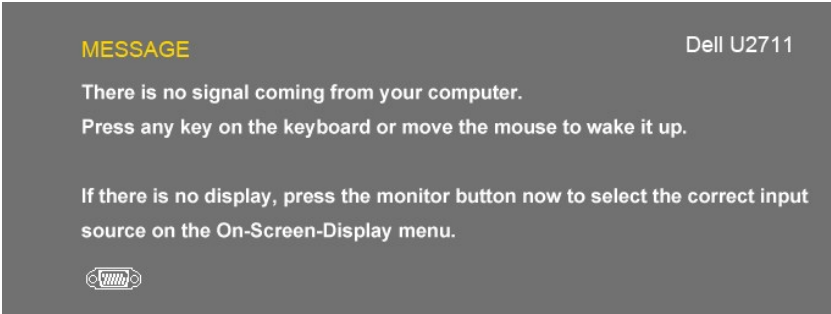 MESSAGE
Dell U2711
There is no signal coming from your computer.
Press any key on the keyboard or move the mouse to wake it up.
If there is no display, press the monitor button now to select the correct input
source on the On-Screen-Display menu.